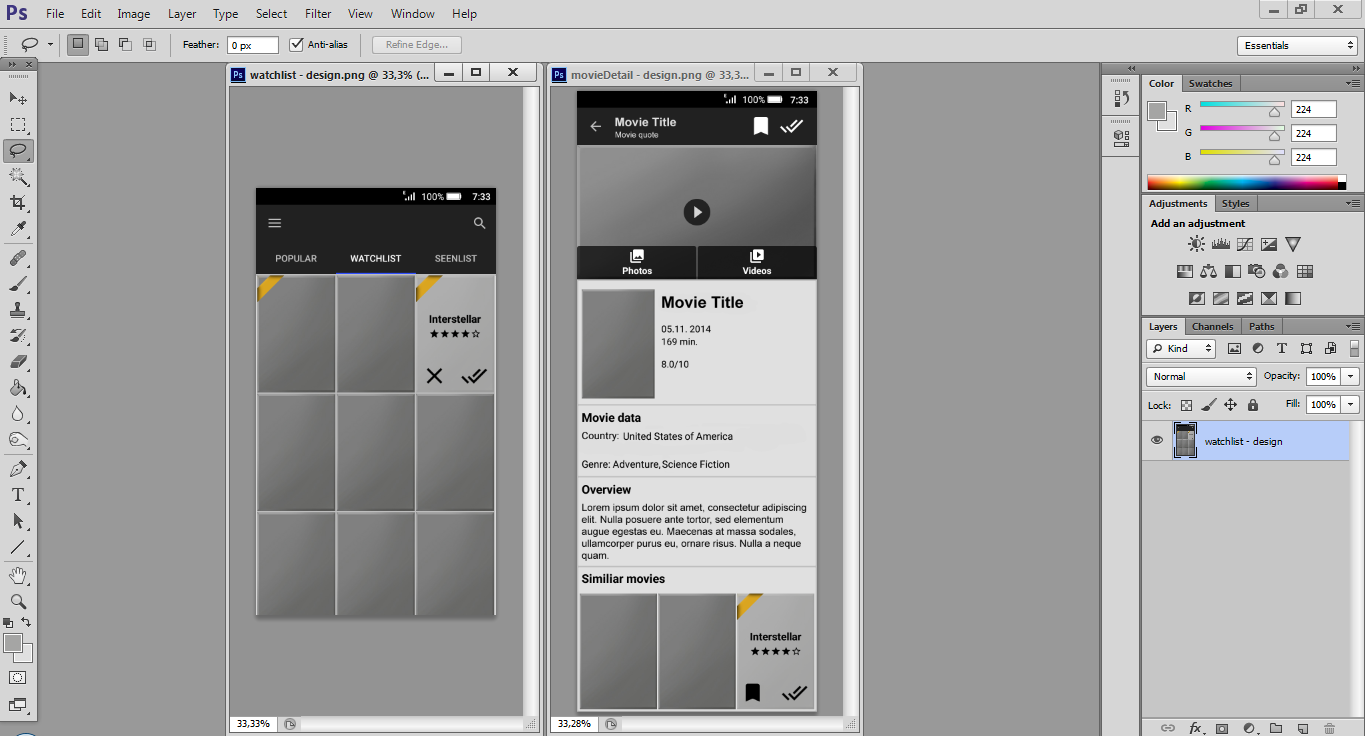 Ps File Edit Image Layer Type Select Filter View Window Help
Feather: 0 px Anti-alias Refine Edge... Essentials
Ps watchlist - design.png @ 33,3% (...
100% 7:33
POPULAR WATCHLIST SEENLIST
Interstellar
33,33%
Ps movieDetail - design.png @ 33,3...
100% 7:33
Movie Title
Movie quote
Photos Videos
Movie Title
05.11. 2014
169 min.
8.0/10
Movie data
Country: United States of America
Genre: Adventure, Science Fiction
Overview
Lorem ipsum dolor sit amet, consectetur adipiscing
elit. Nulla posuere ante tortor, sed elementum
augue egestas eu. Maecenas at massa sodales,
ullamcorper purus eu, ornare risus. Nulla a neque
quam.
Similiar movies
Interstellar
33,28%
Color Swatches
R 224
G 224
B 224
Adjustments Styles
Add an adjustment
Layers Channels Paths
Kind
Normal Opacity: 100%
Lock: Fill: 100%
watchlist - design
fx